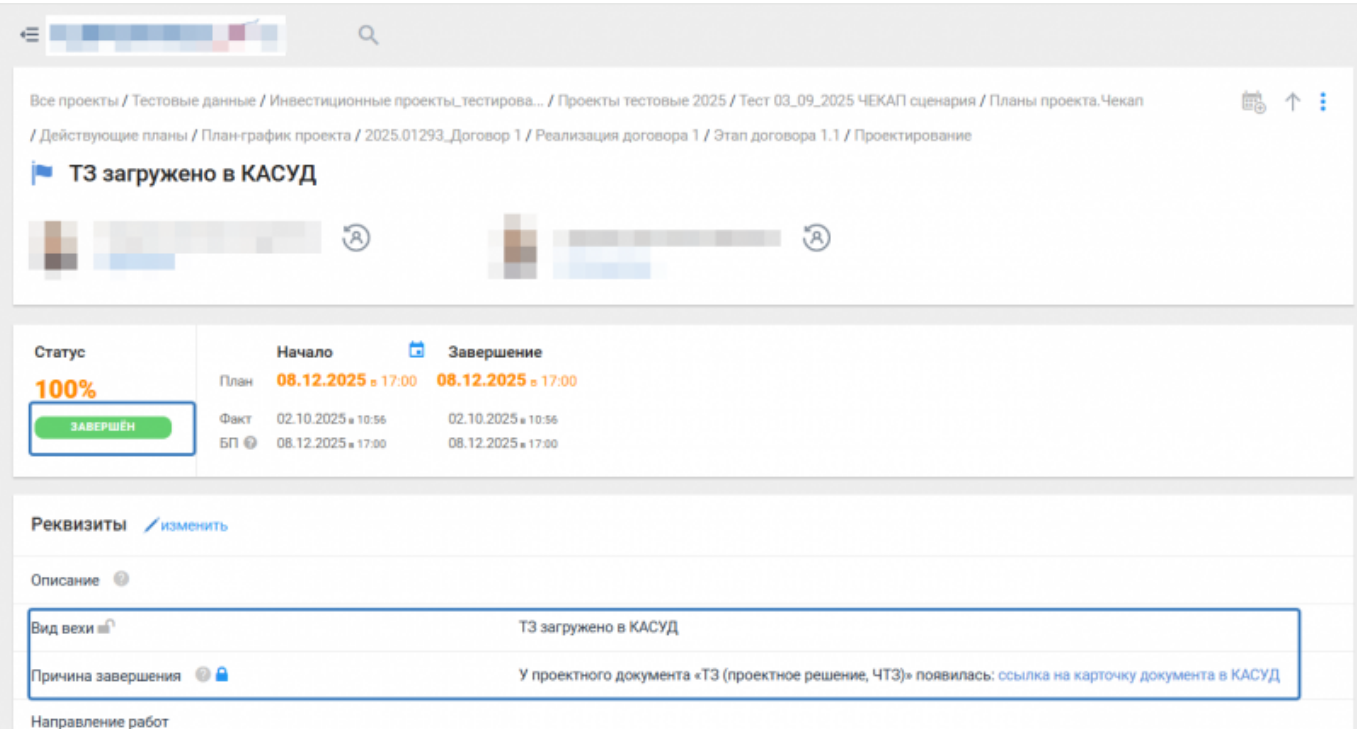 Все проекты / Тестовые данные / Инвестиционные проекты_тестирова... / Проекты тестовые 2025 / Тест 03_09_2025 ЧЕКАП сценария / Планы проекта.Чекап
/ Действующие планы / План-график проекта / 2025.01293_Договор 1 / Реализация договора 1 / Этап договора 1.1 / Проектирование
ТЗ загружено в КАСУД
Статус Начало Завершение
100% План 08.12.2025 в 17:00 08.12.2025 в 17:00
ЗАВЕРШЁН Факт 02.10.2025 в 10:56 02.10.2025 в 10:56
БП 08.12.2025 в 17:00 08.12.2025 в 17:00
Реквизиты изменить
Описание
Вид вехи ТЗ загружено в КАСУД
Причина завершения У проектного документа «ТЗ (проектное решение, ЧТЗ)» появилась: ссылка на карточку документа в КАСУД
Направление работ